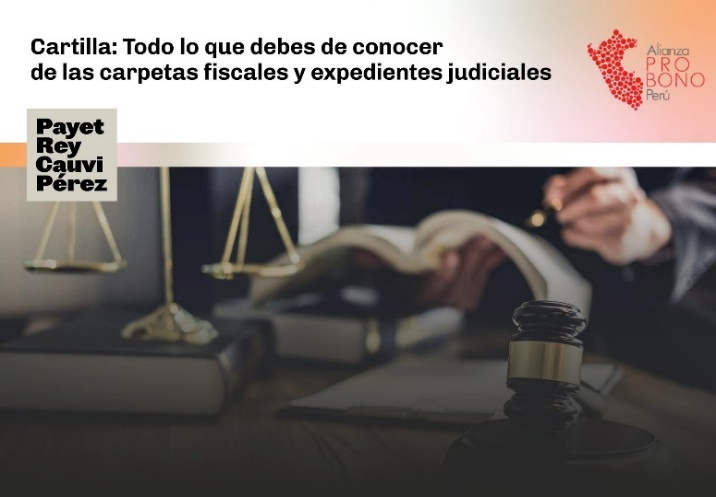 Cartilla: Todo lo que debes de conocer
de las carpetas fiscales y expedientes judiciales
Alianza
PRO
BONO
Perú
Payet
Rey
Cauvi
Pérez